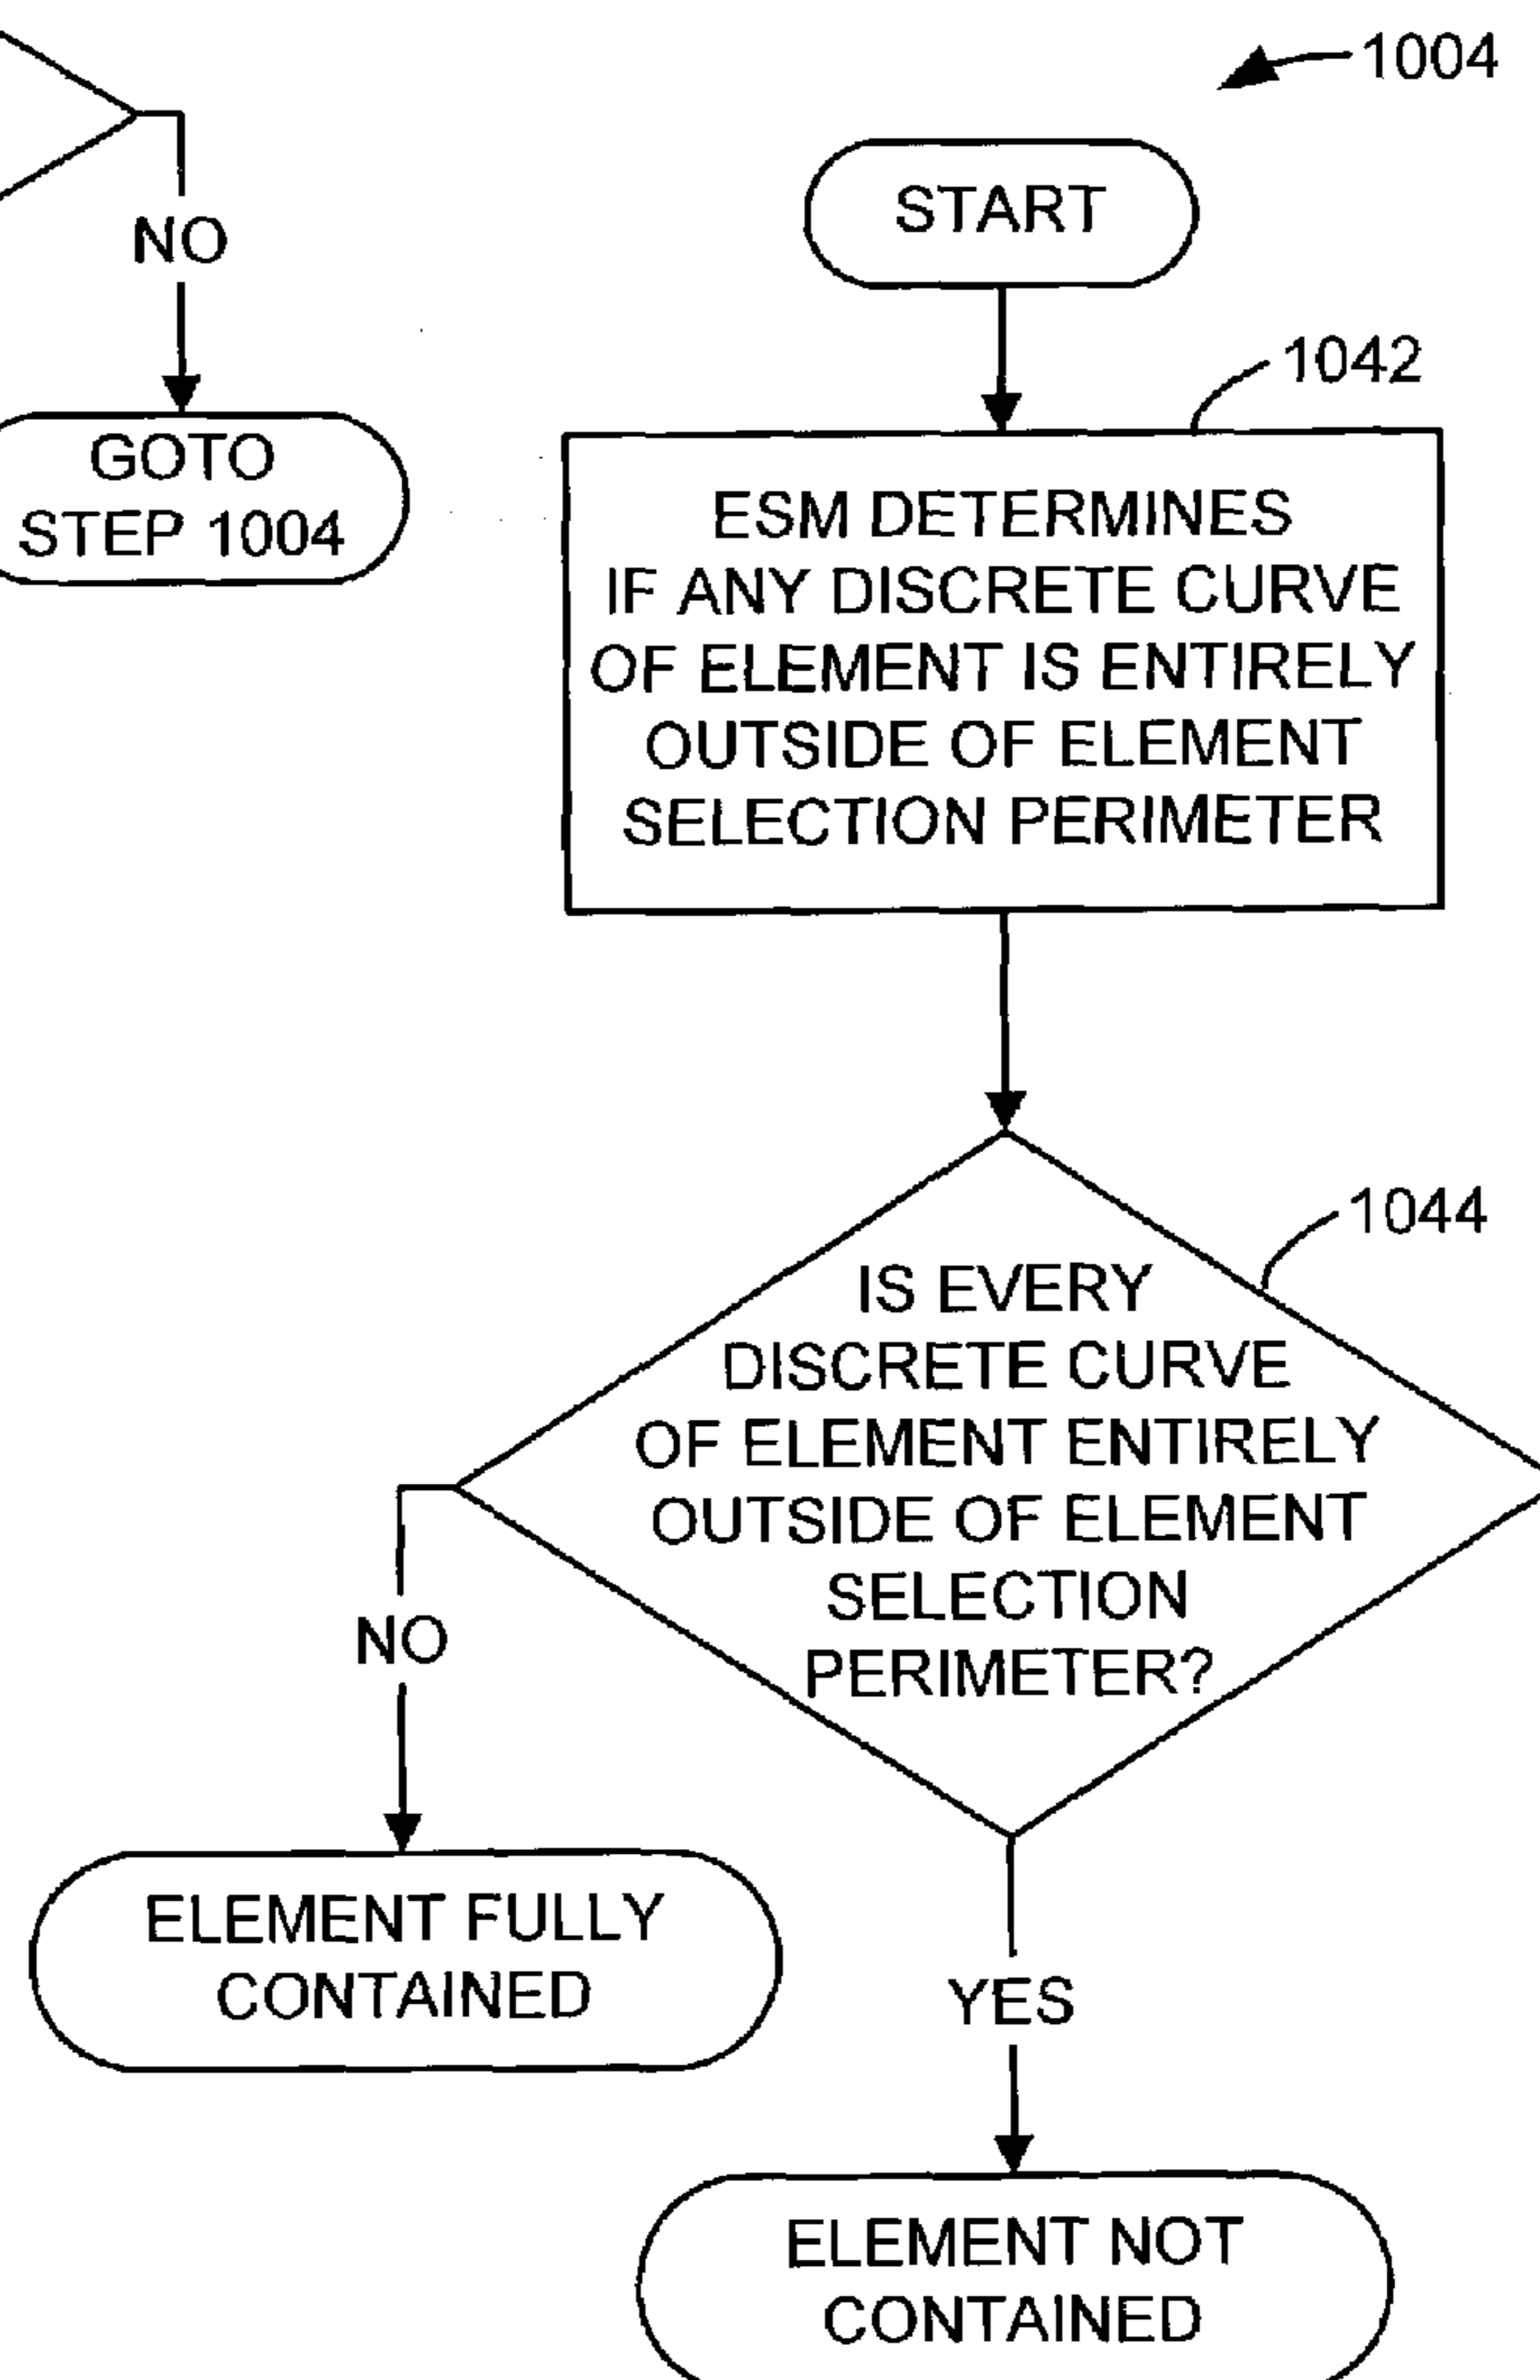 1004
START
NO
1042
GOTO
STEP 1004
ESM DETERMINES
IF ANY DISCRETE CURVE
OF ELEMENT IS ENTIRELY
OUTSIDE OF ELEMENT
SELECTION PERIMETER
1044
IS EVERY
DISCRETE CURVE
OF ELEMENT ENTIRELY
OUTSIDE OF ELEMENT
SELECTION
PERIMETER?
NO
ELEMENT FULLY
CONTAINED
YES
ELEMENT NOT
CONTAINED